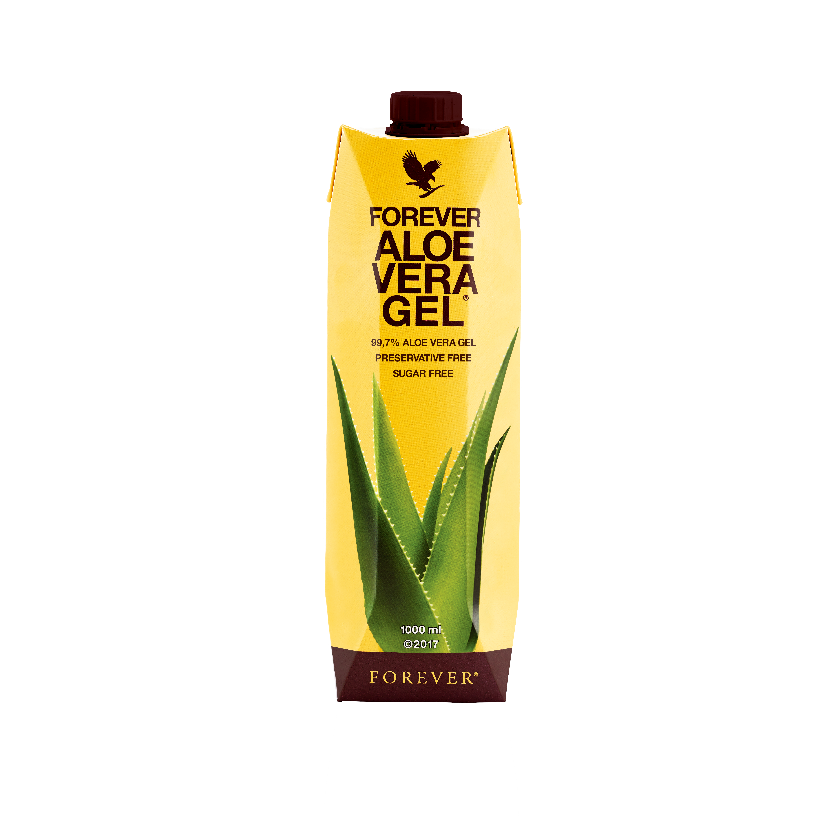 FOREVER
ALOE
VERA
GEL®
99,7% ALOE VERA GEL
PRESERVATIVE FREE
SUGAR FREE
1000 ml
©2017
FOREVER®